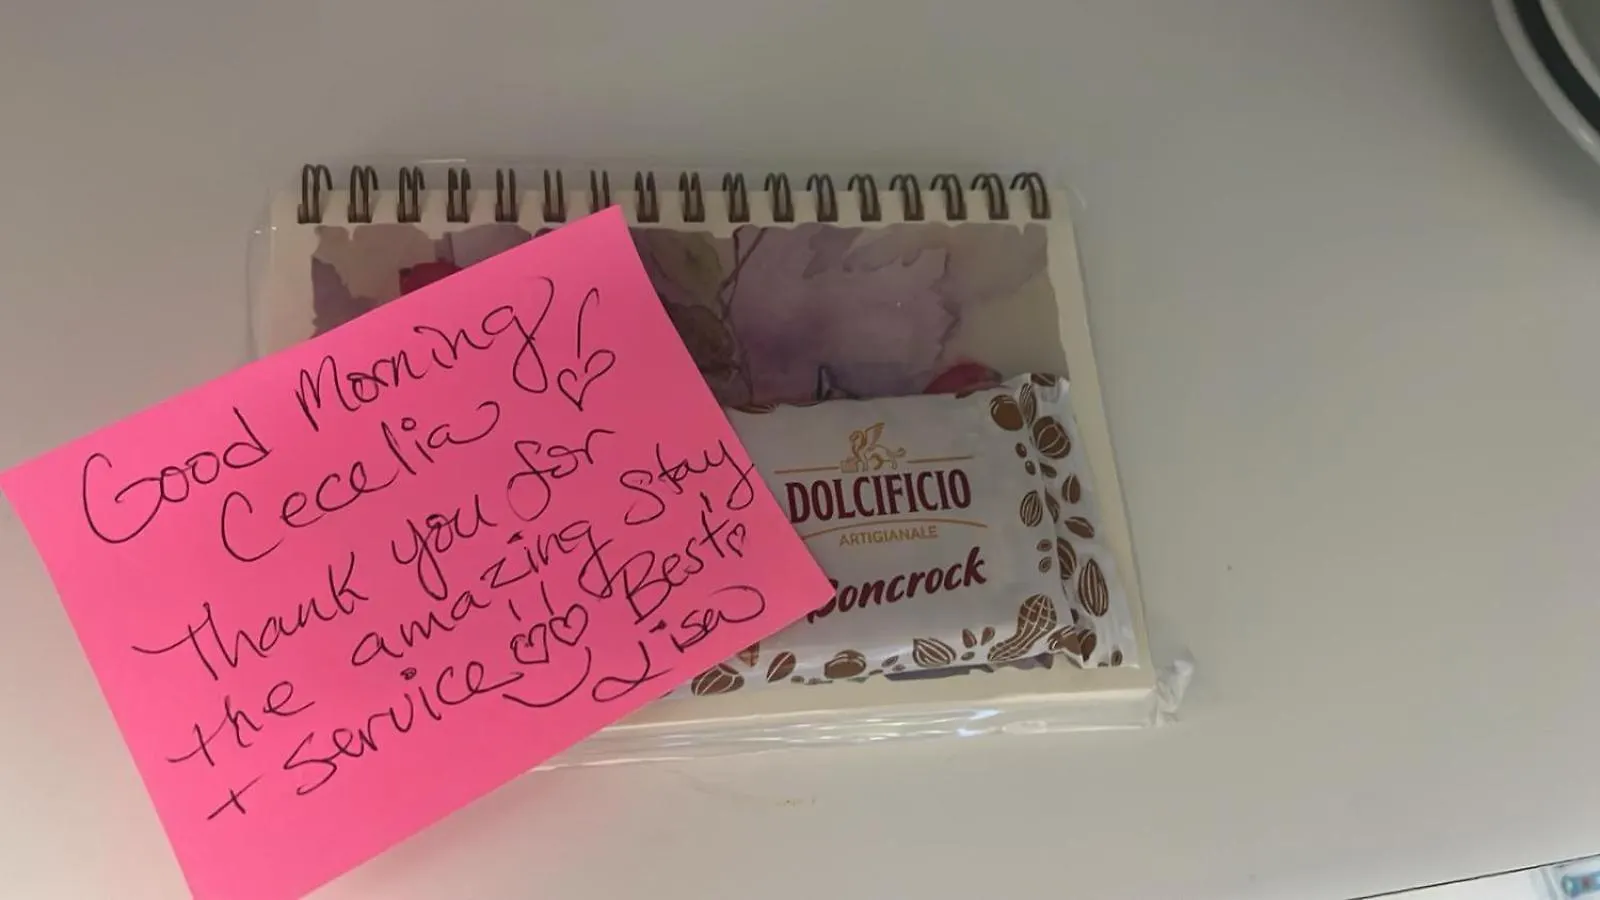 Good Morning
Cecelia ♡
Thank you for
the amazing stay
+ service!! ♡♡ Best! ♡
Lisa
DOLCIFICIO
ARTIGIANALE
Boncrock